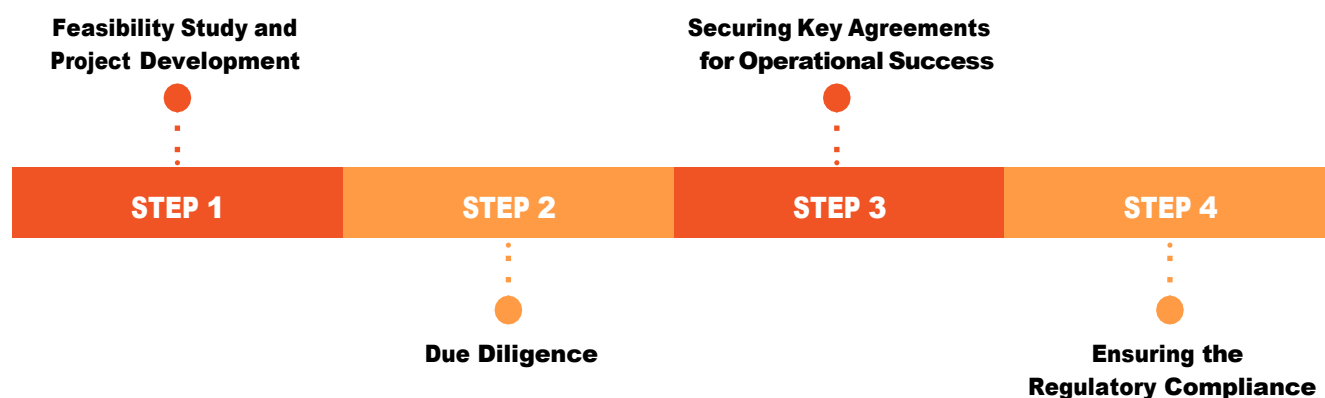 Feasibility Study and
Project Development
Securing Key Agreements
for Operational Success
STEP 1
STEP 2
STEP 3
STEP 4
Due Diligence
Ensuring the
Regulatory Compliance